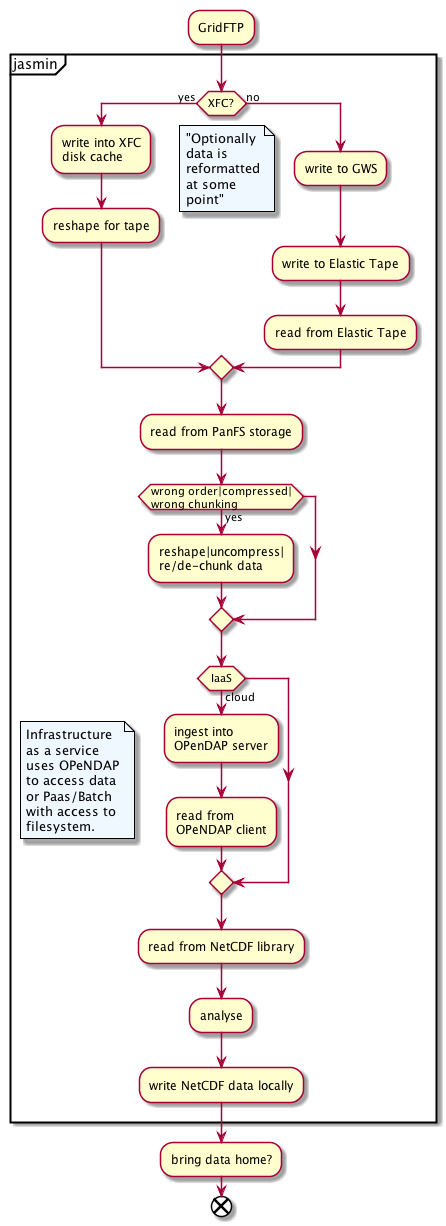 GridFTP
jasmin
yes
XFC?
no
write into XFC
disk cache
"Optionally
data is
reformatted
at some
point"
write to GWS
reshape for tape
write to Elastic Tape
read from Elastic Tape
read from PanFS storage
wrong order|compressed|
wrong chunking
yes
reshape|uncompress|
re/de-chunk data
IaaS
cloud
ingest into
OPenDAP server
Infrastructure
as a service
uses OPeNDAP
to access data
or Paas/Batch
with access to
filesystem.
read from
OPeNDAP client
read from NetCDF library
analyse
write NetCDF data locally
bring data home?